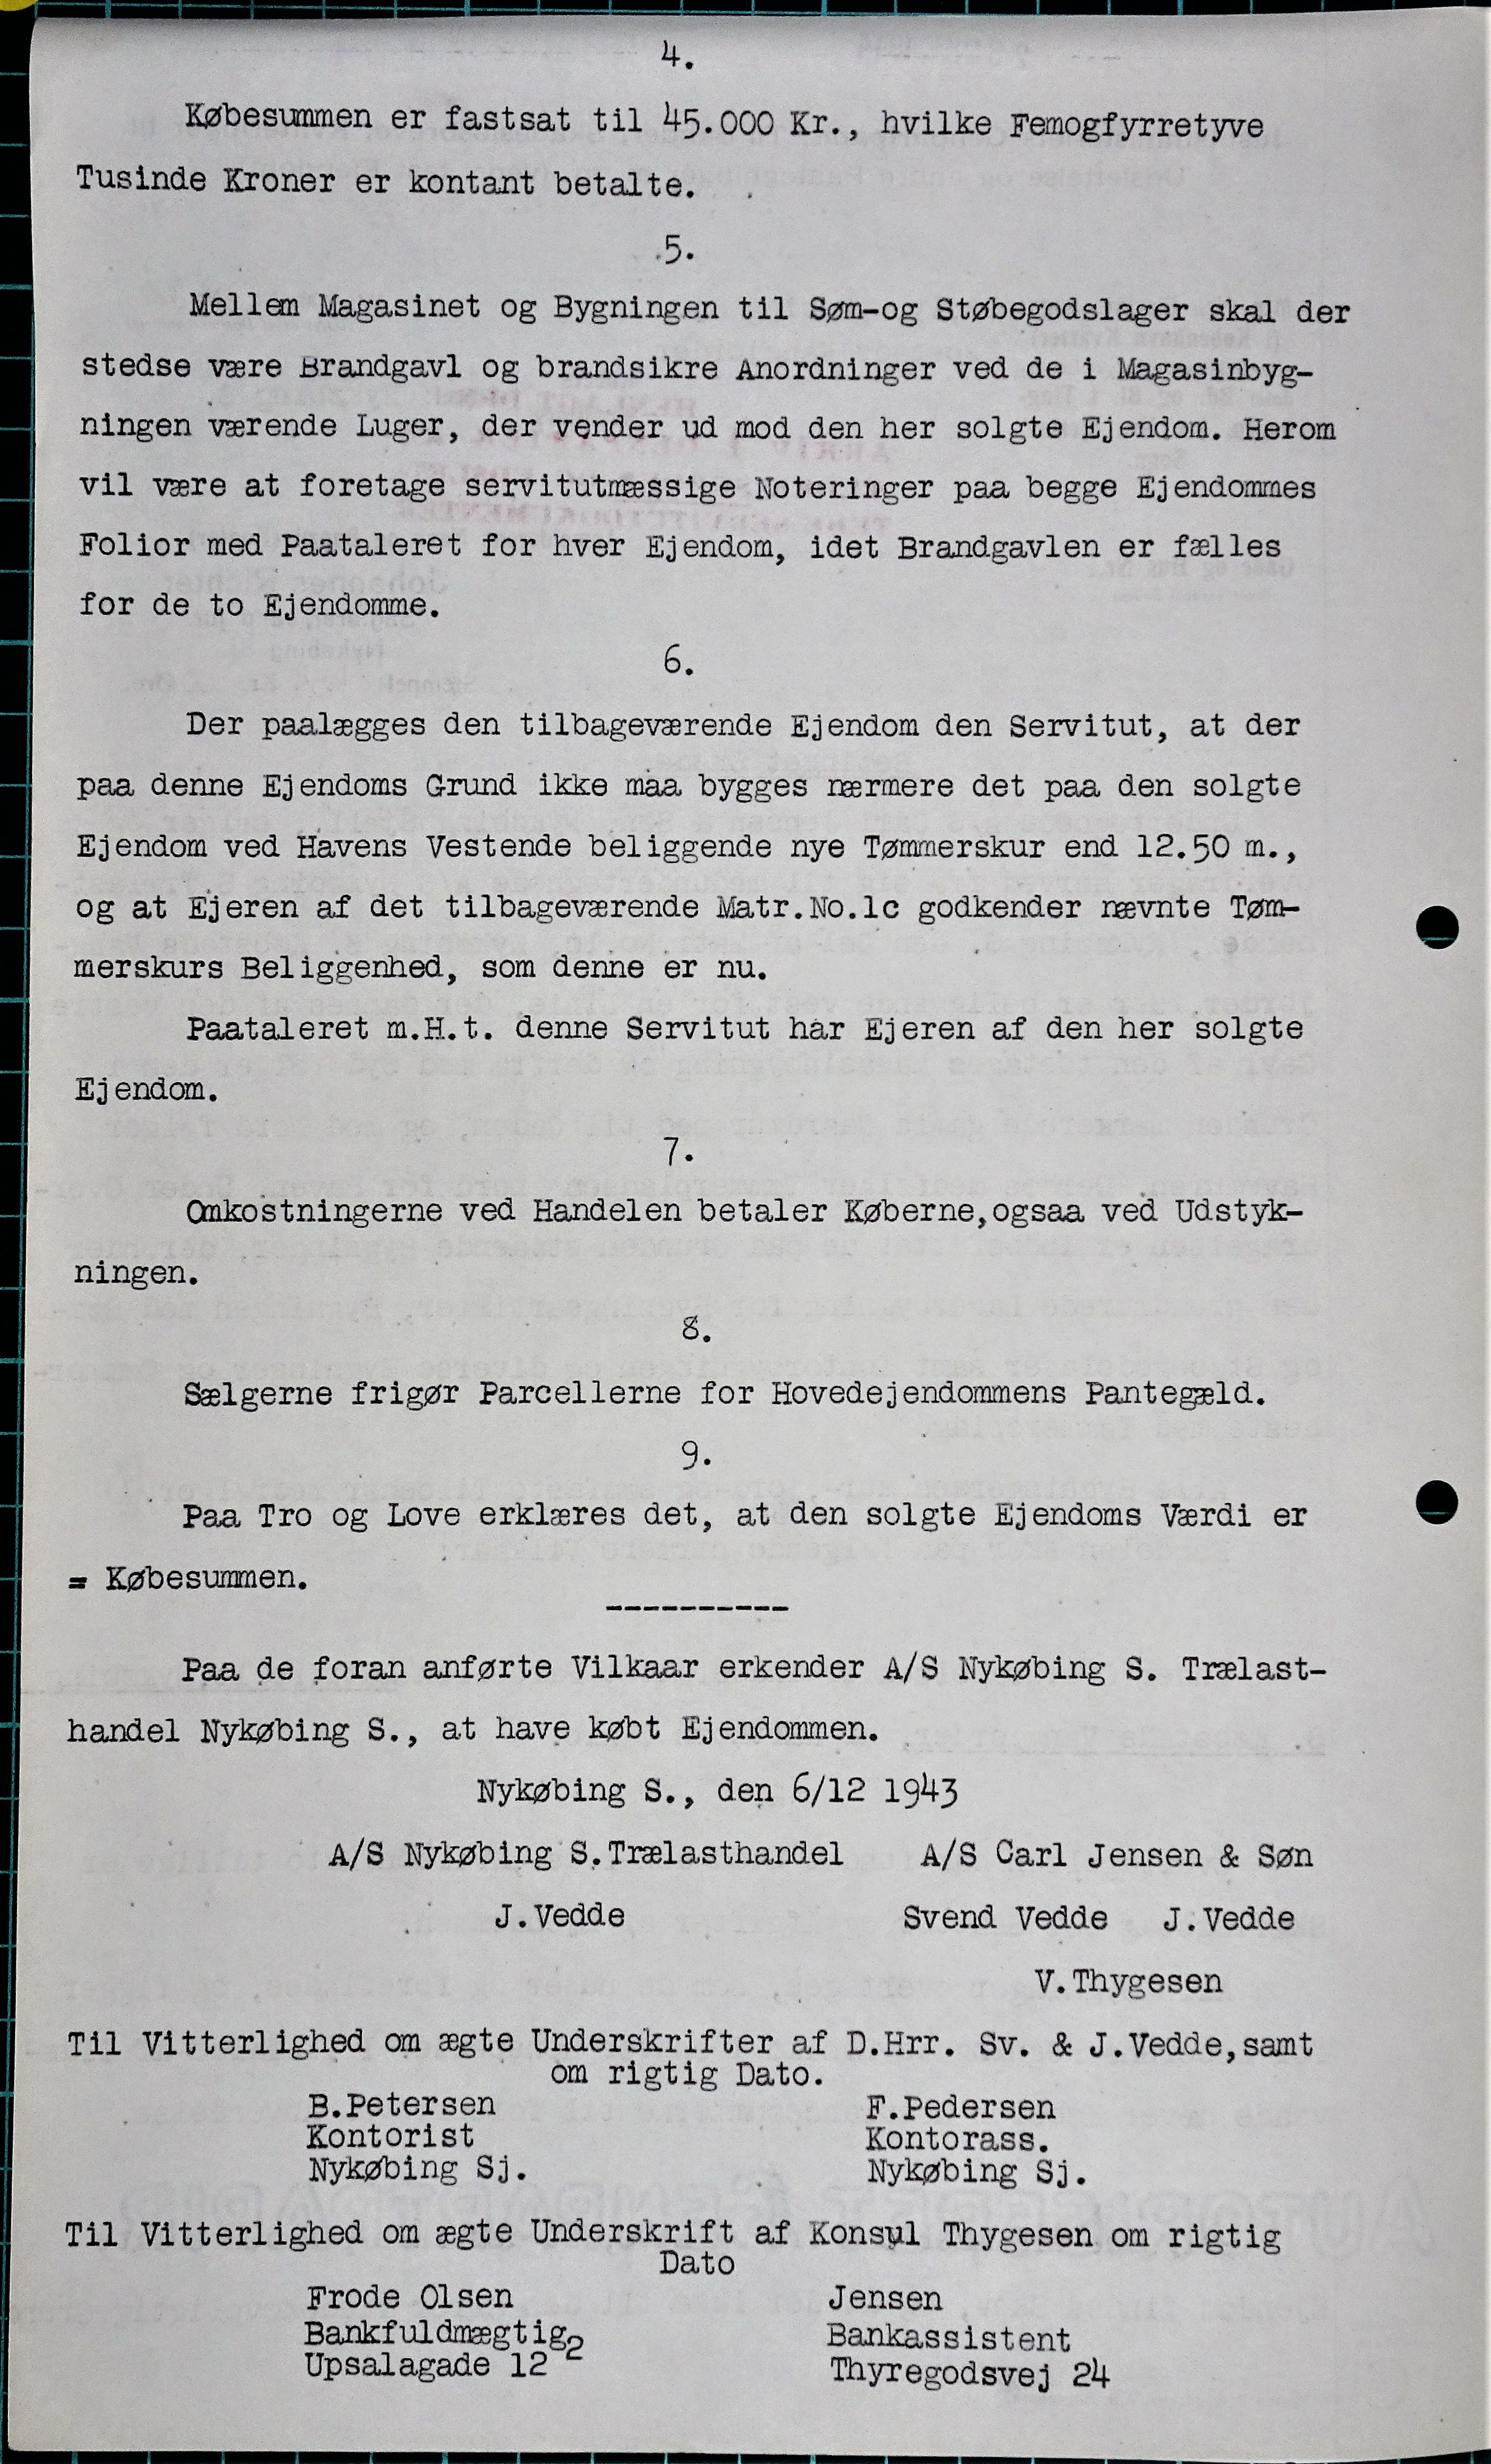 4.
Købesummen er fastsat til 45.000 Kr., hvilke Femogfyrretyve
Tusinde Kroner er kontant betalte.
5.
Mellem Magasinet og Bygningen til Søm-og Støbegodslager skal der
stedse være Brandgavl og brandsikre Anordninger ved de i Magasinbyg-
ningen værende Luger, der vender ud mod den her solgte Ejendom. Herom
vil være at foretage servitutmæssige Noteringer paa begge Ejendommes
Folior med Paataleret for hver Ejendom, idet Brandgavlen er fælles
for de to Ejendomme.
6.
Der paalægges den tilbageværende Ejendom den Servitut, at der
paa denne Ejendoms Grund ikke maa bygges nærmere det paa den solgte
Ejendom ved Havens Vestende beliggende nye Tømmerskur end 12.50 m.,
og at Ejeren af det tilbageværende Matr.No.1c godkender nævnte Tøm-
merskurs Beliggenhed, som denne er nu.
Paataleret m.H.t. denne Servitut har Ejeren af den her solgte
Ejendom.
7.
Omkostningerne ved Handelen betaler Køberne,ogsaa ved Udstyk-
ningen.
8.
Sælgerne frigør Parcellerne for Hovedejendommens Pantegæld.
9.
Paa Tro og Love erklæres det, at den solgte Ejendoms Værdi er
= Købesummen.
----------
Paa de foran anførte Vilkaar erkender A/S Nykøbing S. Trælast-
handel Nykøbing S., at have købt Ejendommen.
Nykøbing S., den 6/12 1943
A/S Nykøbing S.Trælasthandel A/S Carl Jensen & Søn
J.Vedde Svend Vedde J.Vedde
V.Thygesen
Til Vitterlighed om ægte Underskrifter af D.Hrr. Sv. & J.Vedde,samt
om rigtig Dato.
B.Petersen F.Pedersen
Kontorist Kontorass.
Nykøbing Sj. Nykøbing Sj.
Til Vitterlighed om ægte Underskrift af Konsul Thygesen om rigtig
Dato
Frode Olsen Jensen
Bankfuldmægtig Bankassistent
Upsalagade 12 2 Thyregodsvej 24